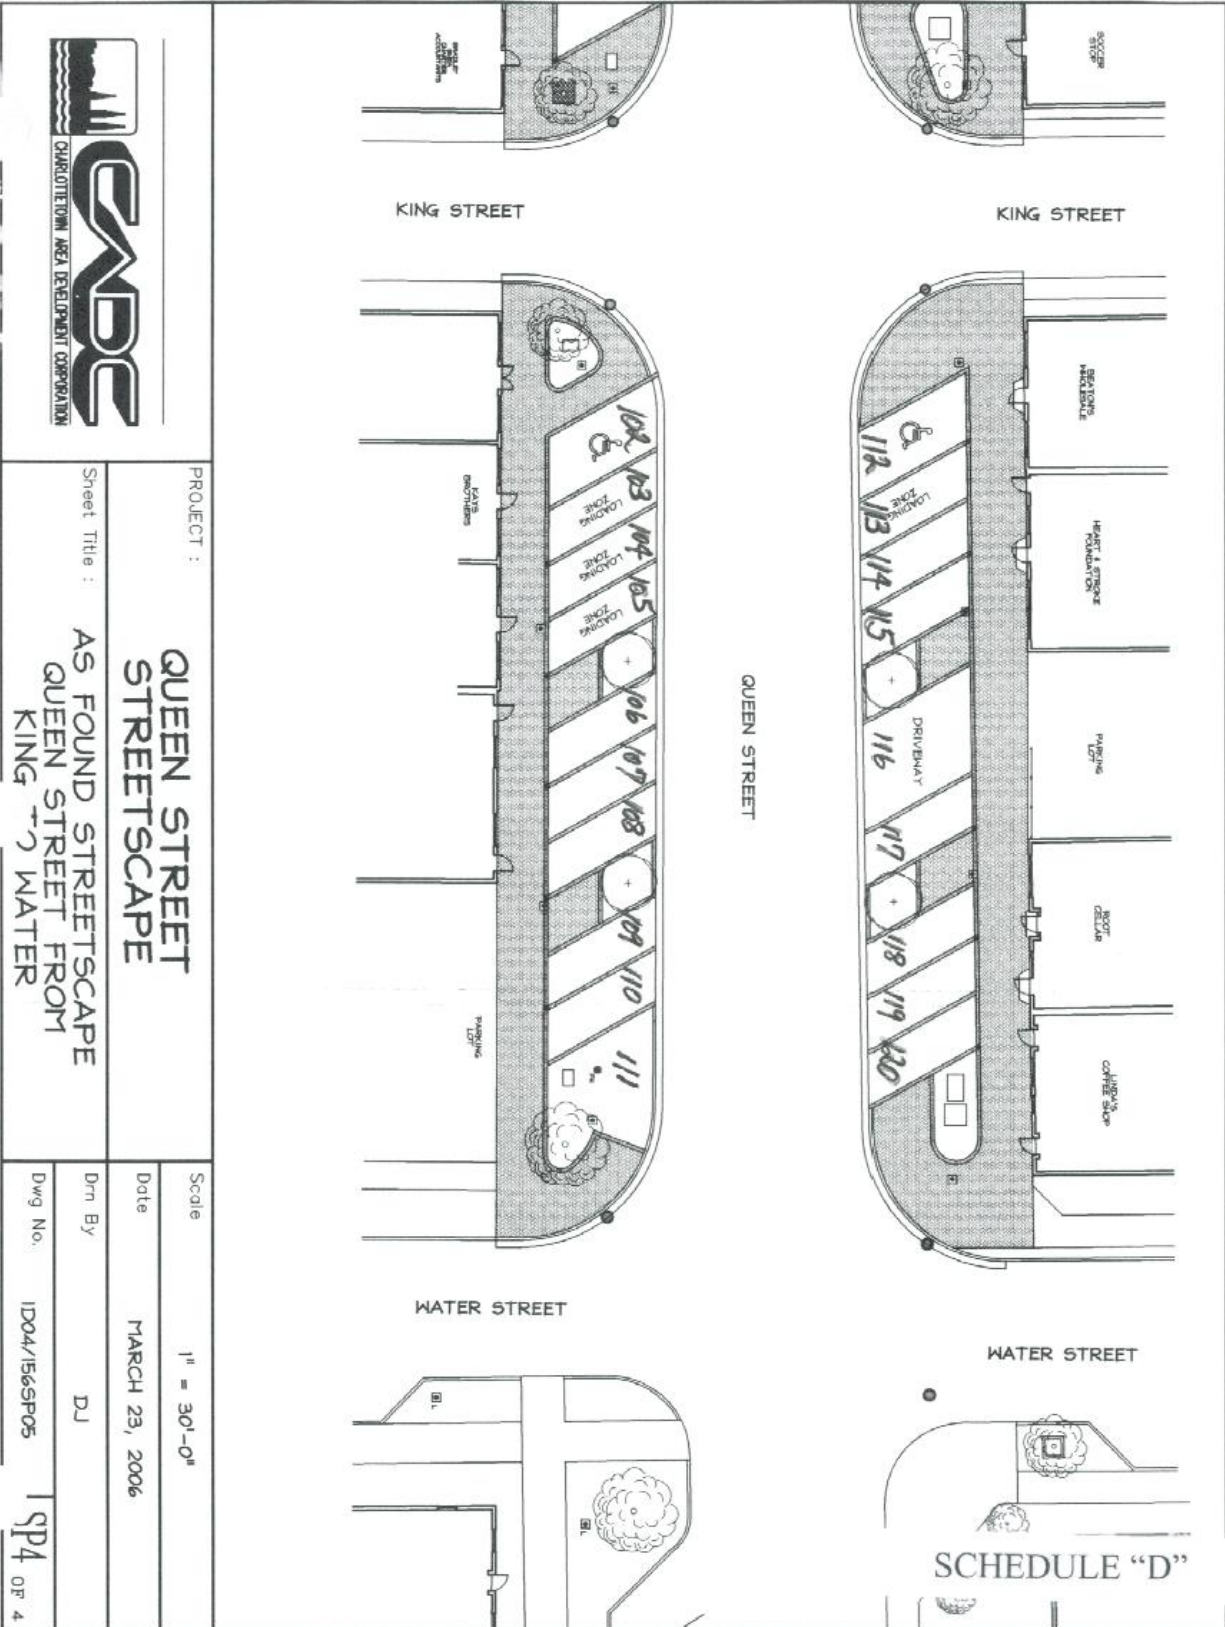 SOCCER
STOP
KING STREET
KING STREET
BEATON'S
WHOLESALE
HEART & STROKE
FOUNDATION
PARKING
LOT
ROOT
CELLAR
LINDA'S
COFFEE SHOP
KAYS
BROTHERS
PARKING
LOT
102
103
LOADING
ZONE
104
LOADING
ZONE
105
LOADING
ZONE
106
107
108
109
110
111
QUEEN STREET
112
113
LOADING
ZONE
114
115
DRIVEWAY
116
117
118
119
120
WATER STREET
WATER STREET
L
L
SCHEDULE “D”
CADC
CHARLOTTETOWN AREA DEVELOPMENT CORPORATION
PROJECT :
QUEEN STREET
STREETSCAPE
Sheet Title :
AS FOUND STREETSCAPE
QUEEN STREET FROM
KING TO WATER
Scale
1" = 30'-0"
Date
MARCH 23, 2006
Drn By
DJ
Dwg No.
1D04/156SP05
SP4 OF 4